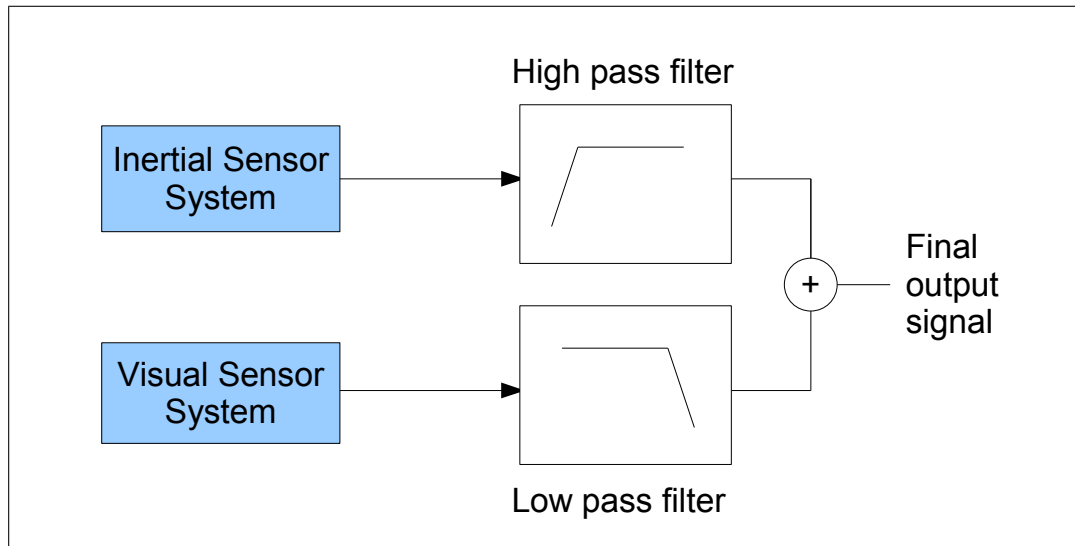 High pass filter
Inertial Sensor
System
Final
output
signal
+
Visual Sensor
System
Low pass filter